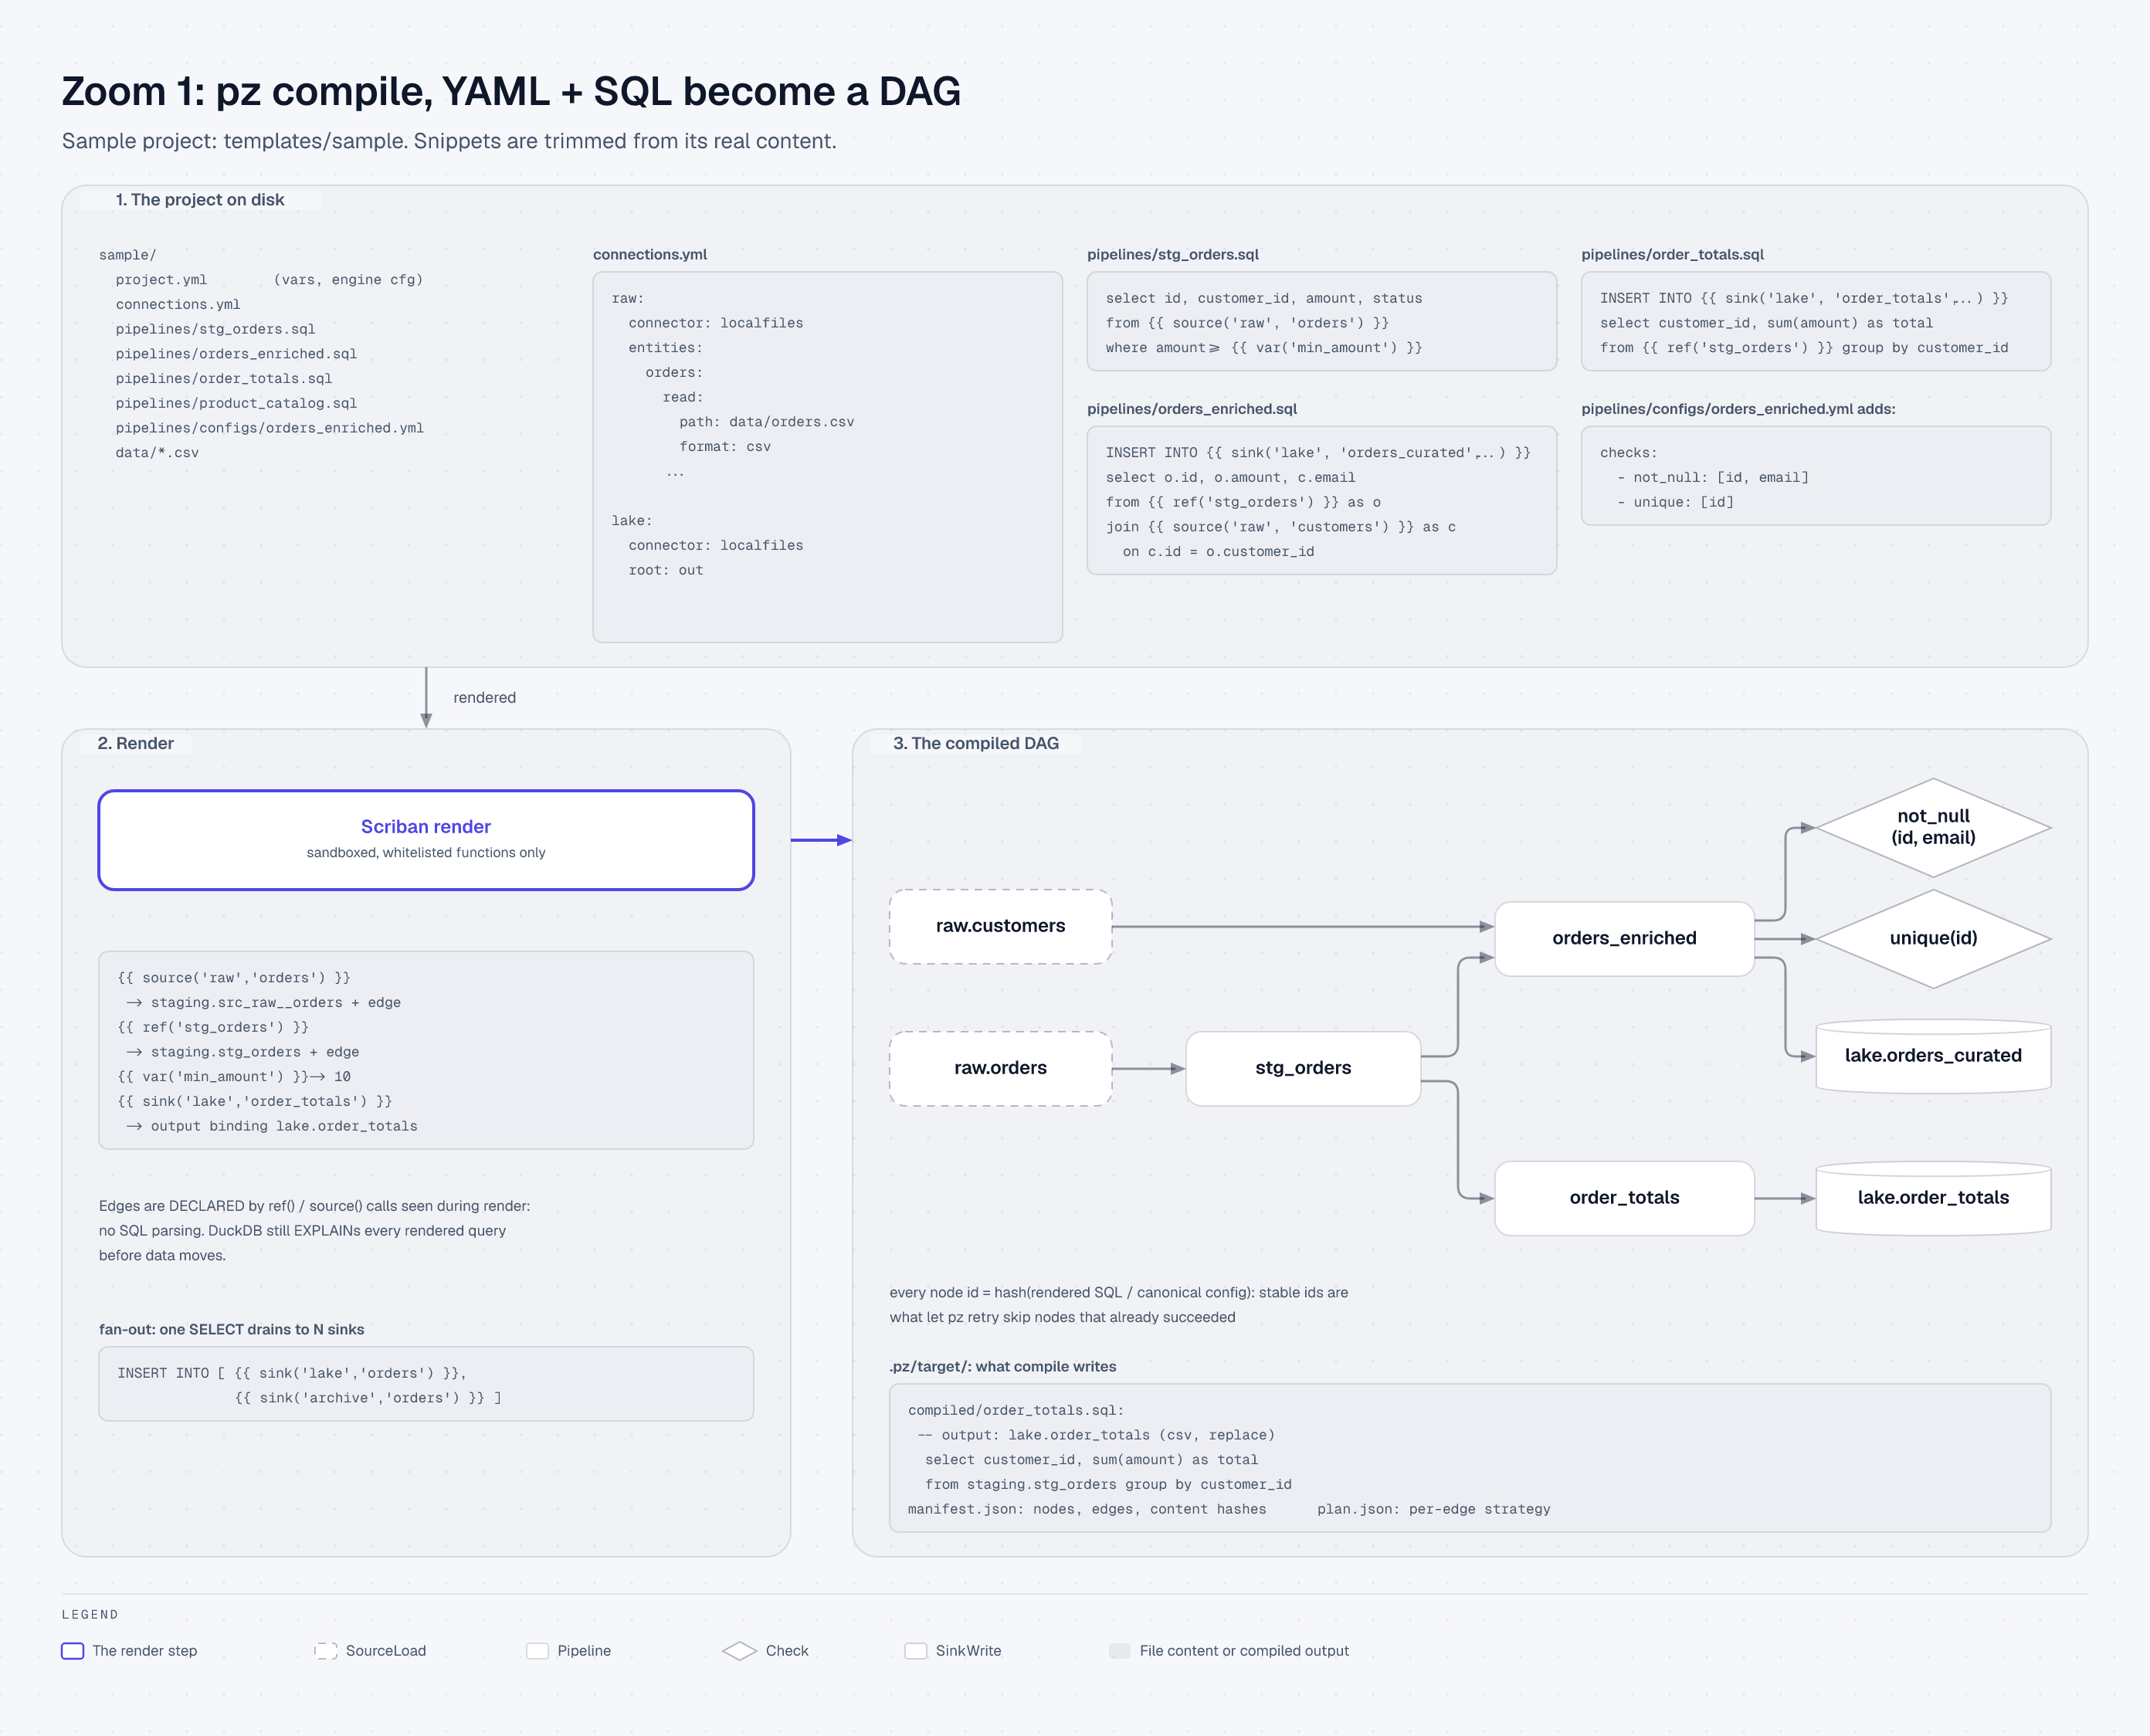 Zoom 1: pz compile, YAML + SQL become a DAG
Sample project: templates/sample. Snippets are trimmed from its real content.
1. The project on disk
sample/
project.yml (vars, engine cfg)
connections.yml
pipelines/stg_orders.sql
pipelines/orders_enriched.sql
pipelines/order_totals.sql
pipelines/product_catalog.sql
pipelines/configs/orders_enriched.yml
data/*.csv
connections.yml
raw:
connector: localfiles
entities:
orders:
read:
path: data/orders.csv
format: csv
...
lake:
connector: localfiles
root: out
pipelines/stg_orders.sql
select id, customer_id, amount, status
from {{ source('raw', 'orders') }}
where amount >= {{ var('min_amount') }}
pipelines/orders_enriched.sql
INSERT INTO {{ sink('lake', 'orders_curated',...) }}
select o.id, o.amount, c.email
from {{ ref('stg_orders') }} as o
join {{ source('raw', 'customers') }} as c
on c.id = o.customer_id
pipelines/order_totals.sql
INSERT INTO {{ sink('lake', 'order_totals',...) }}
select customer_id, sum(amount) as total
from {{ ref('stg_orders') }} group by customer_id
pipelines/configs/orders_enriched.yml adds:
checks:
- not_null: [id, email]
- unique: [id]
rendered
2. Render
Scriban render
sandboxed, whitelisted functions only
{{ source('raw','orders') }}
—> staging.src_raw__orders + edge
{{ ref('stg_orders') }}
—> staging.stg_orders + edge
{{ var('min_amount') }}—> 10
{{ sink('lake','order_totals') }}
—> output binding lake.order_totals
Edges are DECLARED by ref() / source() calls seen during render:
no SQL parsing. DuckDB still EXPLAINs every rendered query
before data moves.
fan-out: one SELECT drains to N sinks
INSERT INTO [ {{ sink('lake','orders') }},
{{ sink('archive','orders') }} ]
3. The compiled DAG
not_null
(id, email)
raw.customers
orders_enriched
unique(id)
raw.orders
stg_orders
lake.orders_curated
order_totals
lake.order_totals
every node id = hash(rendered SQL / canonical config): stable ids are
what let pz retry skip nodes that already succeeded
.pz/target/: what compile writes
compiled/order_totals.sql:
-- output: lake.order_totals (csv, replace)
select customer_id, sum(amount) as total
from staging.stg_orders group by customer_id
manifest.json: nodes, edges, content hashes plan.json: per-edge strategy
LEGEND
The render step
SourceLoad
Pipeline
Check
SinkWrite
File content or compiled output